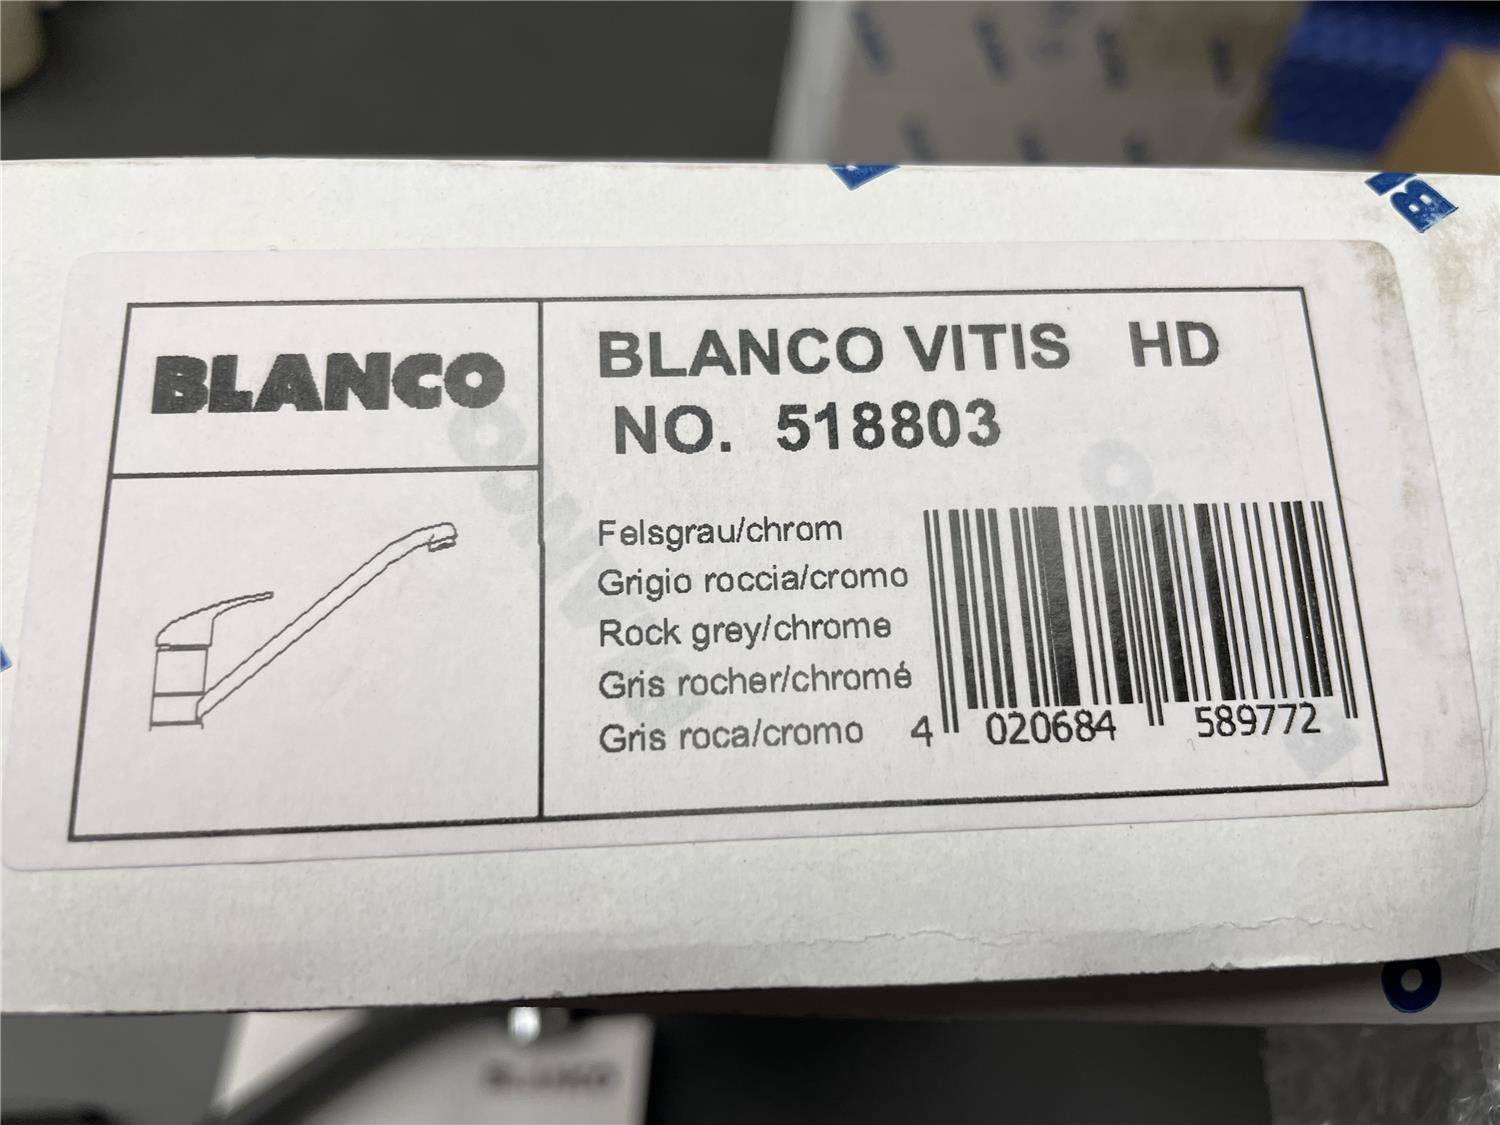 BLANCO
BLANCO VITIS HD
NO. 518803
Felsgrau/chrom
Grigio roccia/cromo
Rock grey/chrome
Gris rocher/chromé
Gris roca/cromo
4 020684 589772
BLANCO